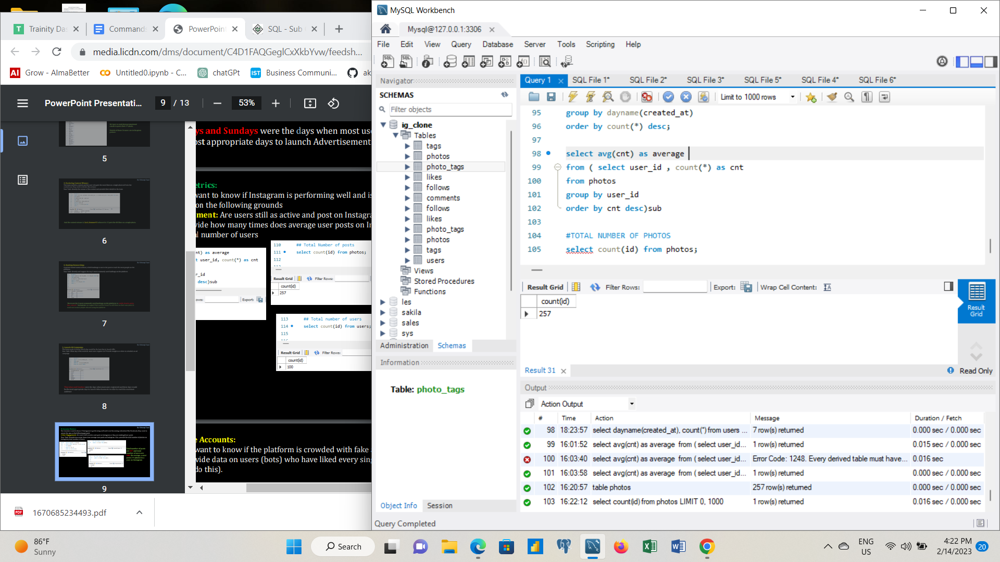 Trainity Das
Command
PowerPoint
SQL - Sub
media.licdn.com/dms/document/C4D1FAQGeglCxXkbYvw/feedsh...
Grow - AlmaBetter
Untitled0.ipynb - C...
chatGPt
Business Communi...
ak
PowerPoint Presentati...
9 / 13
53%
5
6
7
8
9
ys and Sundays were the days when most use
ost appropriate days to launch Advertisement
etrics:
want to know if Instagram is performing well and is
on the following grounds
ment: Are users still as active and post on Instagra
vide how many times does average user posts on In
l number of users
nt) as average
t user_id, count(*) as cnt
r_id
desc)sub
ows:
Export:
110 ## Total Number of posts
111 select count(id) from photos;
112
Result Grid Filter Rows:
count(id)
257
113 ## Total number of users
114 select count(id) from users;
115
Result Grid Filter Rows:
count(id)
100
e Accounts:
want to know if the platform is crowded with fake
vide data on users (bots) who have liked every sing
do this).
1670685234493.pdf
MySQL Workbench
Mysql@127.0.0.1:3306
File Edit View Query Database Server Tools Scripting Help
Navigator
SCHEMAS
Filter objects
ig_clone
Tables
tags
photos
photo_tags
likes
follows
comments
follows
likes
photo_tags
photos
tags
users
Views
Stored Procedures
Functions
les
sakila
sales
sys
Administration Schemas
Information
Table: photo_tags
Object Info Session
Query Completed
Query 1 SQL File 1* SQL File 2* SQL File 3* SQL File 5* SQL File 4* SQL File 6*
Limit to 1000 rows
95 group by dayname(created_at)
96 order by count(*) desc;
97
98 select avg(cnt) as average
99 from ( select user_id , count(*) as cnt
100 from photos
101 group by user_id
102 order by cnt desc)sub
103
104 #TOTAL NUMBER OF PHOTOS
105 select count(id) from photos;
Result Grid Filter Rows: Export: Wrap Cell Content:
count(id)
257
Result
Grid
Result 31
Read Only
Output
Action Output
# Time Action Message Duration / Fetch
98 18:23:57 select dayname(created_at), count(*) from users ... 7 row(s) returned 0.000 sec / 0.000 sec
99 16:01:52 select avg(cnt) as average from ( select user_id... 1 row(s) returned 0.015 sec / 0.000 sec
100 16:03:40 select avg(cnt) as average from ( select user_id... Error Code: 1248. Every derived table must have... 0.016 sec
101 16:03:58 select avg(cnt) as average from ( select user_id... 1 row(s) returned 0.000 sec / 0.000 sec
102 16:20:57 table photos 257 row(s) returned 0.000 sec / 0.000 sec
103 16:22:12 select count(id) from photos LIMIT 0, 1000 1 row(s) returned 0.016 sec / 0.000 sec
86°F
Sunny
Search
ENG
US
4:22 PM
2/14/2023
20